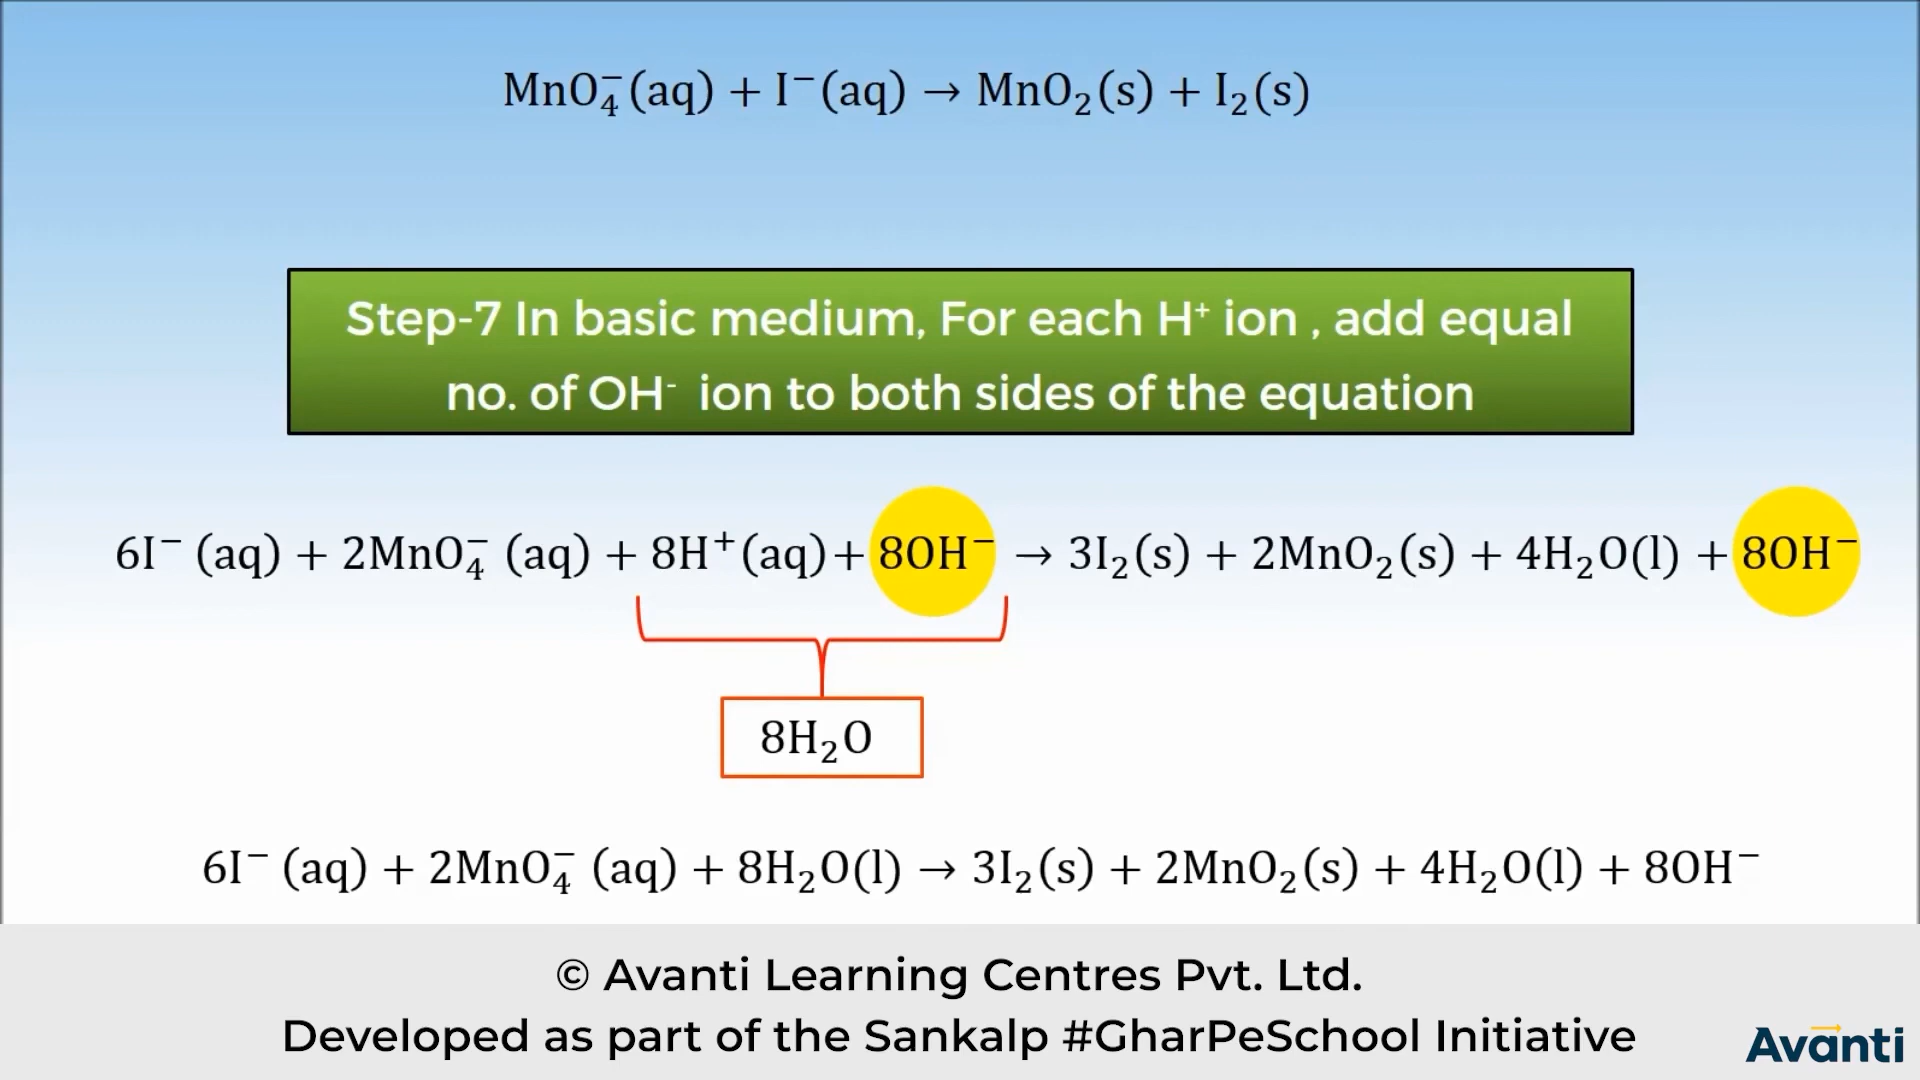 MnO₄⁻(aq) + I⁻(aq) → MnO₂(s) + I₂(s)
Step-7 In basic medium, For each H⁺ ion , add equal
no. of OH⁻ ion to both sides of the equation
6I⁻ (aq) + 2MnO₄⁻ (aq) + 8H⁺(aq)+ 8OH⁻ → 3I₂(s) + 2MnO₂(s) + 4H₂O(l) + 8OH⁻
8H₂O
6I⁻ (aq) + 2MnO₄⁻ (aq) + 8H₂O(l) → 3I₂(s) + 2MnO₂(s) + 4H₂O(l) + 8OH⁻
© Avanti Learning Centres Pvt. Ltd.
Developed as part of the Sankalp #GharPeSchool Initiative
Avanti